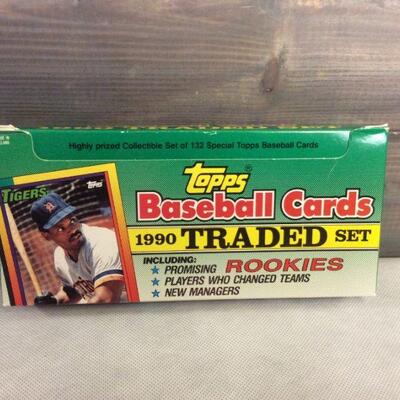 Highly prized Collectible Set of 132 Special Topps Baseball Cards
TIGERS
topps
topps
Baseball Cards
1990 TRADED SET
INCLUDING:
★ PROMISING ROOKIES
★ PLAYERS WHO CHANGED TEAMS
★ NEW MANAGERS